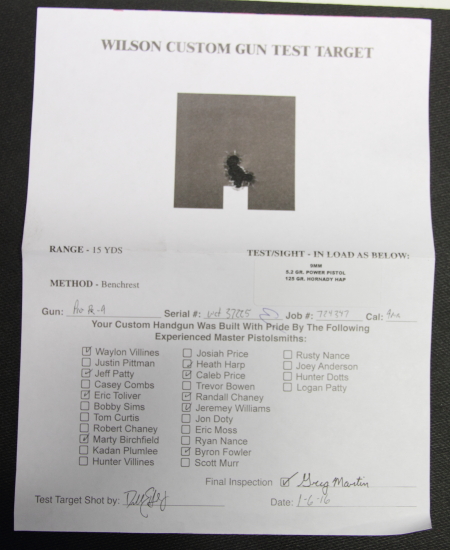 WILSON CUSTOM GUN TEST TARGET
RANGE - 15 YDS
TEST/SIGHT - IN LOAD AS BELOW:
9MM
5.2 GR. POWER PISTOL
125 GR. HORNADY HAP
METHOD - Benchrest
Gun: Serial #: Job #: Cal: 9mm
Your Custom Handgun Was Built With Pride By The Following
Experienced Master Pistolsmiths:
Waylon Villines
Justin Pittman
Jeff Patty
Casey Combs
Eric Toliver
Bobby Sims
Tom Curtis
Robert Chaney
Marty Birchfield
Kadan Plumlee
Hunter Villines
Josiah Price
Heath Harp
Caleb Price
Trevor Bowen
Randall Chaney
Jeremey Williams
Jon Doty
Eric Moss
Ryan Nance
Byron Fowler
Scott Murr
Rusty Nance
Joey Anderson
Hunter Dotts
Logan Patty
Final Inspection Greg Martin
Test Target Shot by: Date: 1-6-16